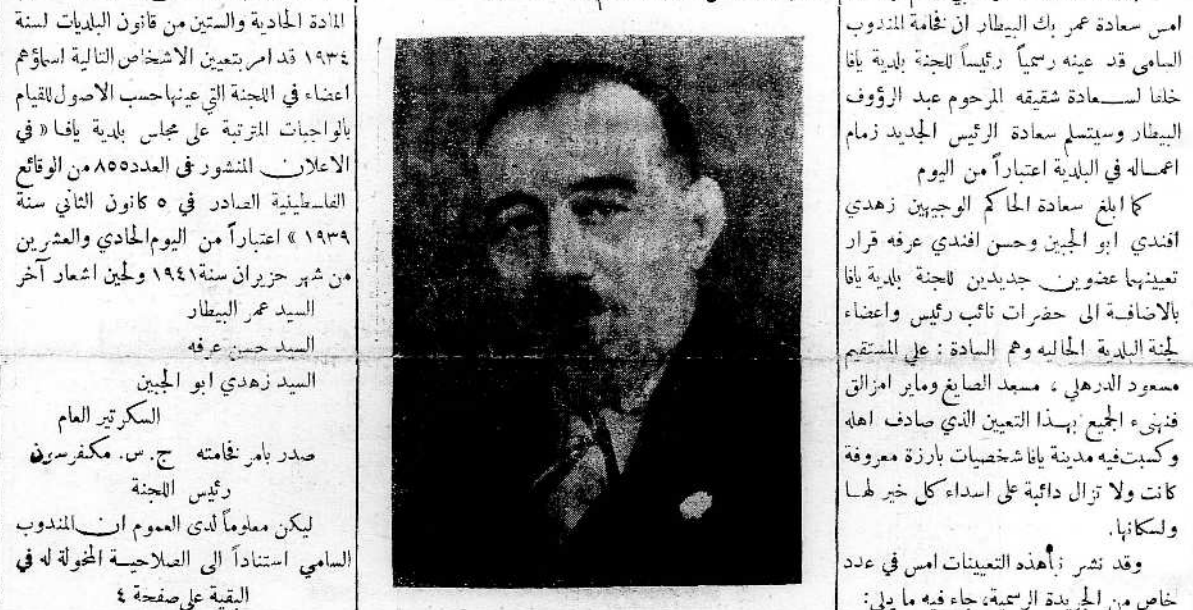 امس سعادة عمر بك البيطار ان فخامة المندوب
السامي قد عينه رسمياً رئيساً للجنة بلدية يافا
خلفا لسعادة شقيقه المرحوم عبد الرؤوف
البيطار وسيتسلم سعادة الرئيس الجديد زمام
اعماله في البلدية اعتباراً من اليوم
كما ابلغ سعادة الحاكم الوجيهين زهدي
افندي ابو الجبين وحسن افندي عرفه قرار
تعيينهما عضوين جديدين للجنة بلدية يافا
بالاضافة الى حضرات نائب رئيس واعضاء
لجنة البلدية الحاليه وهم السادة : علي المستقيم
مسعود الدرهلي ، مسعد الصايغ وماير امزالق
فنهنىء الجميع بهذا التعيين الذي صادف اهله
وكسبت فيه مدينة يافا شخصيات بارزة معروفة
كانت ولا تزال دائبة على اسداء كل خير لها
ولسكانها.
وقد نشر نبأ هذه التعيينات امس في عدد
خاص من الجريدة الرسمية، جاء فيه ما يلي:
المادة الحادية والستين من قانون البلديات لسنة
١٩٣٤ قد امر بتعيين الاشخاص التالية اسماؤهم
اعضاء في اللجنة التي عينها حسب الاصول للقيام
بالواجبات المترتبة على مجلس بلدية يافا « في
الاعلان المنشور في العدد ٨٥٥ من الوقائع
الفلسطينية الصادر في ٥ كانون الثاني سنة
١٩٣٩ » اعتباراً من اليوم الحادي والعشرين
من شهر حزيران سنة ١٩٤١ ولحين اشعار آخر
السيد عمر البيطار
السيد حسن عرفه
السيد زهدي ابو الجبين
السكرتير العام
صدر بامر فخامته ج. س. مكفرسون
رئيس اللجنة
ليكن معلوماً لدى العموم ان المندوب
السامي استناداً الى الصلاحية المخولة له في
البقية على صفحة ٤